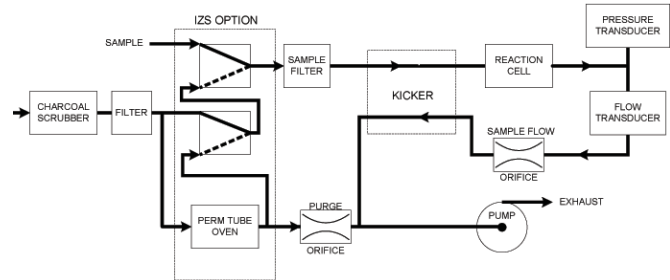 IZS OPTION
PRESSURE
TRANSDUCER
SAMPLE
SAMPLE
FILTER
REACTION
CELL
KICKER
CHARCOAL
SCRUBBER
FILTER
FLOW
TRANSDUCER
SAMPLE FLOW
ORIFICE
PERM TUBE
OVEN
PURGE
ORIFICE
PUMP
EXHAUST